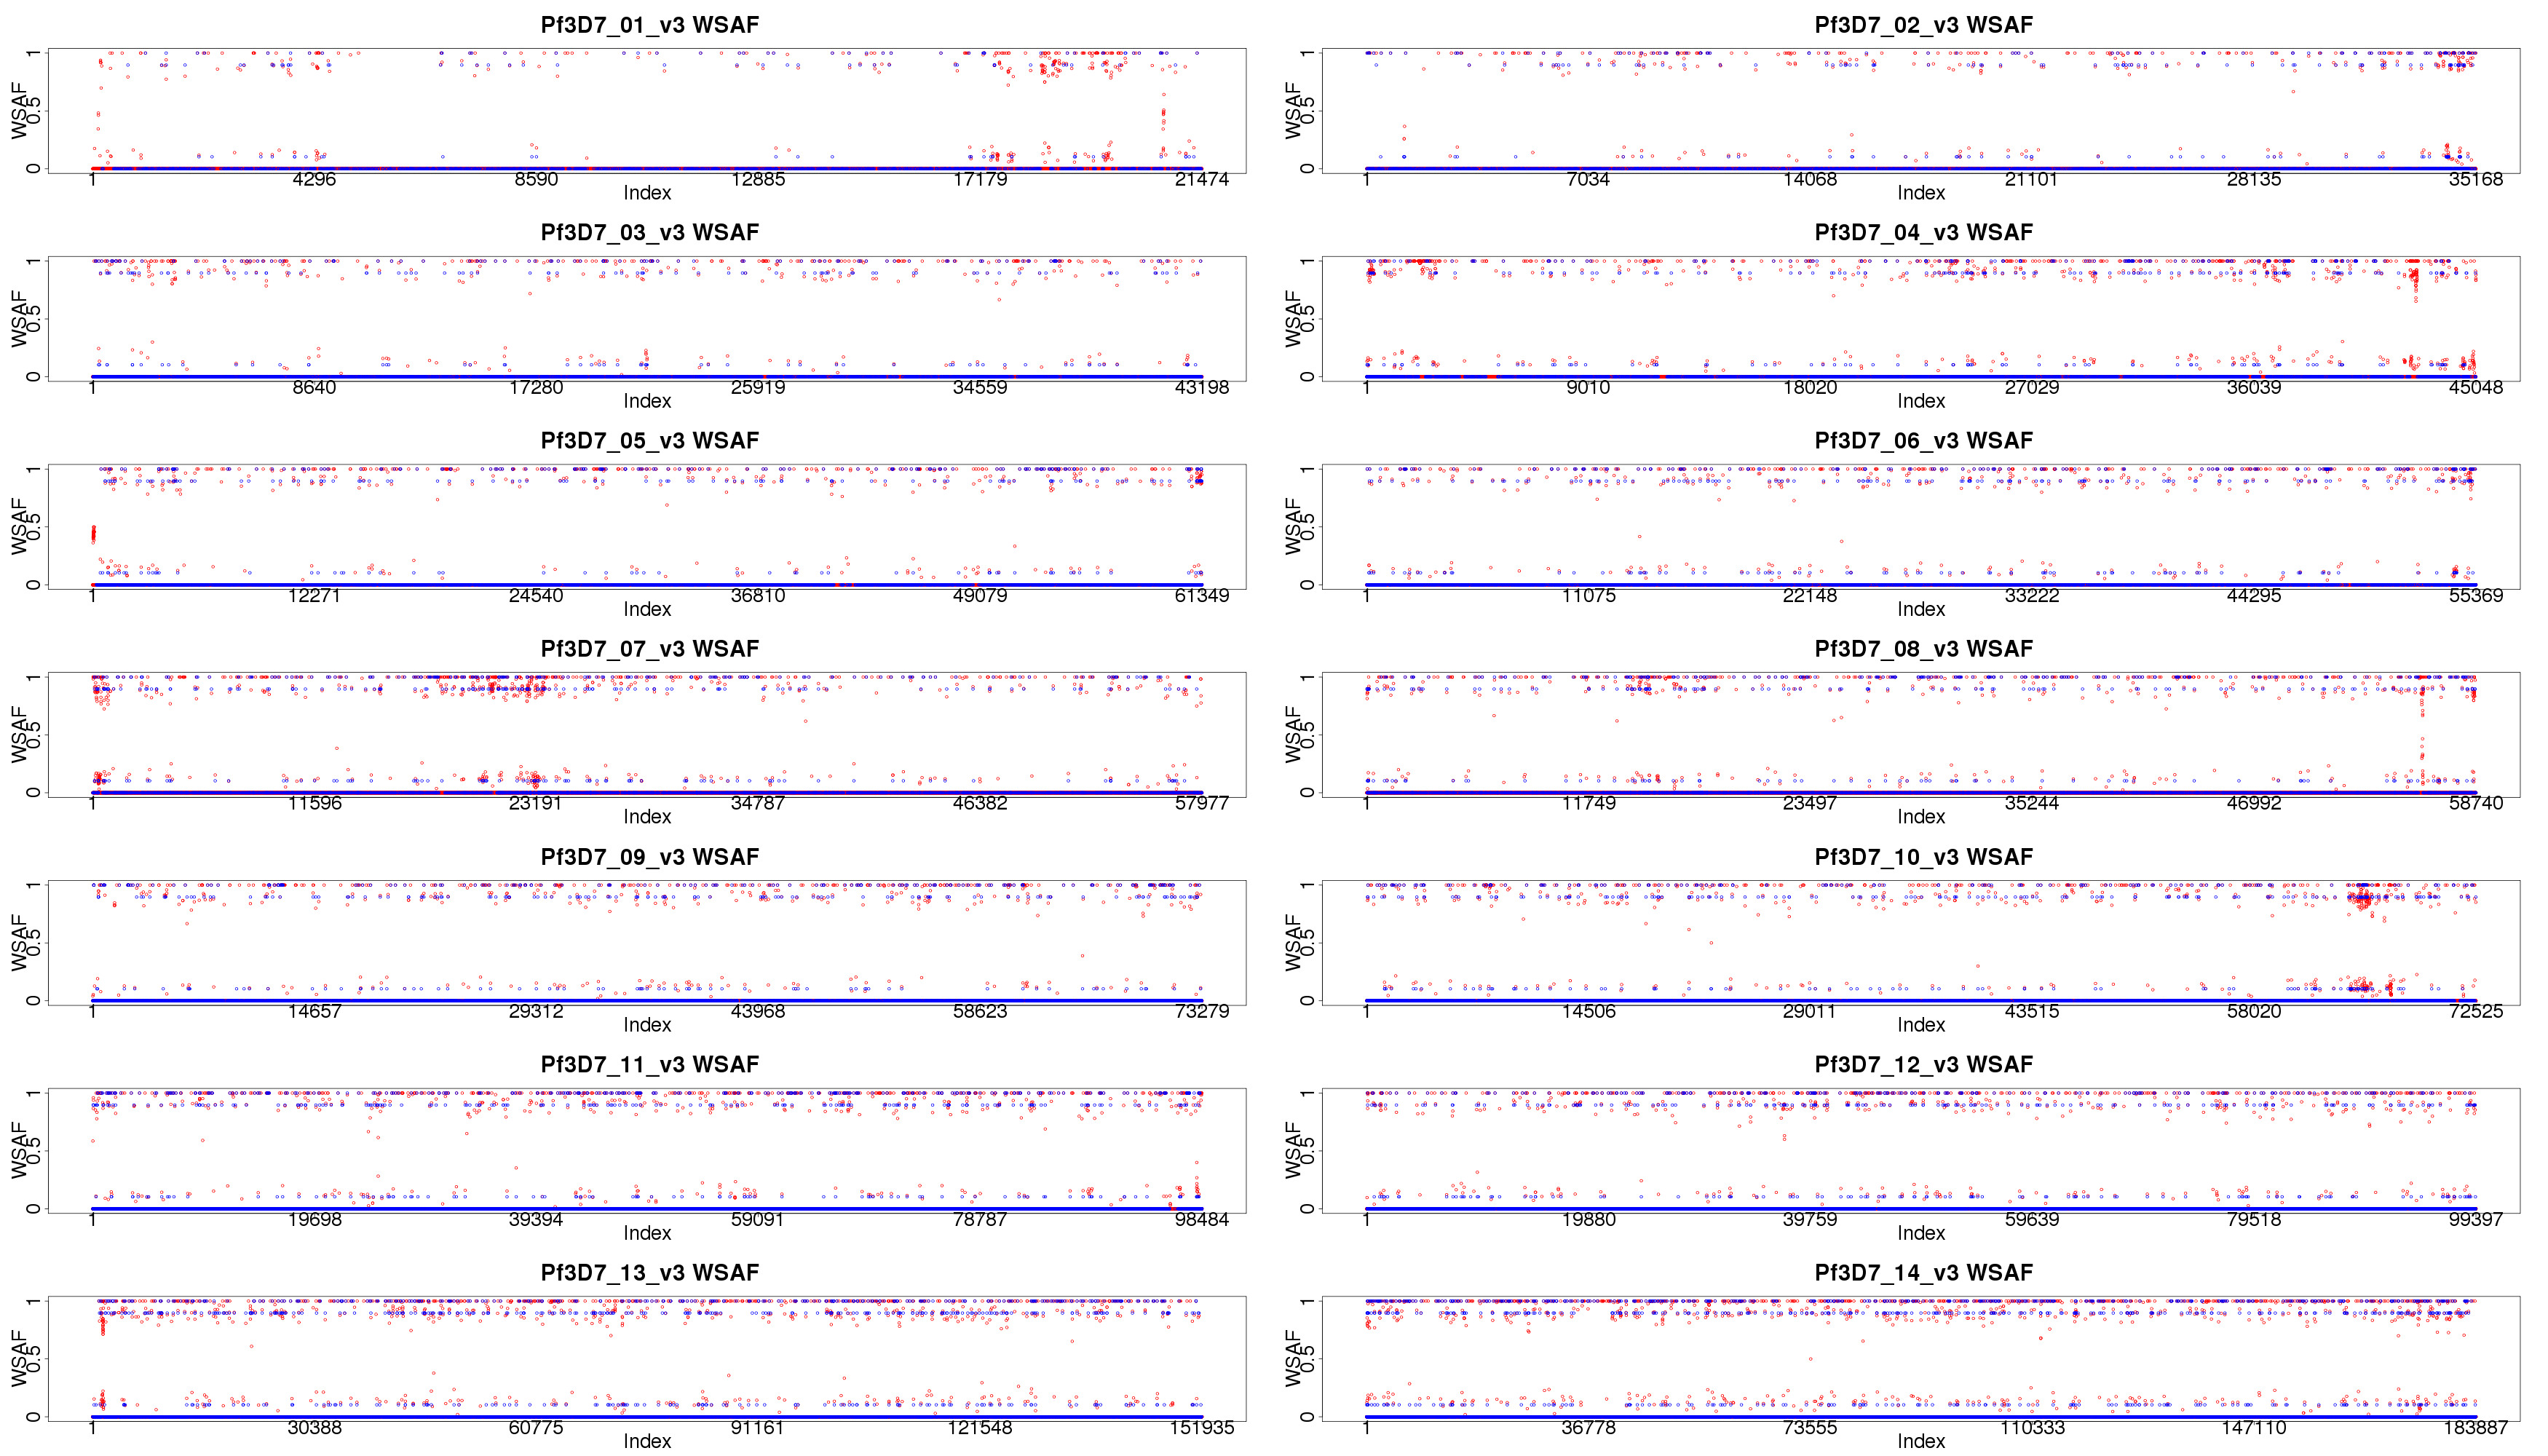 Pf3D7_01_v3 WSAF
WSAF
0 0.5 1
1 4296 8590 12885 17179 21474
Index
Pf3D7_02_v3 WSAF
WSAF
0 0.5 1
1 7034 14068 21101 28135 35168
Index
Pf3D7_03_v3 WSAF
WSAF
0 0.5 1
1 8640 17280 25919 34559 43198
Index
Pf3D7_04_v3 WSAF
WSAF
0 0.5 1
1 9010 18020 27029 36039 45048
Index
Pf3D7_05_v3 WSAF
WSAF
0 0.5 1
1 12271 24540 36810 49079 61349
Index
Pf3D7_06_v3 WSAF
WSAF
0 0.5 1
1 11075 22148 33222 44295 55369
Index
Pf3D7_07_v3 WSAF
WSAF
0 0.5 1
1 11596 23191 34787 46382 57977
Index
Pf3D7_08_v3 WSAF
WSAF
0 0.5 1
1 11749 23497 35244 46992 58740
Index
Pf3D7_09_v3 WSAF
WSAF
0 0.5 1
1 14657 29312 43968 58623 73279
Index
Pf3D7_10_v3 WSAF
WSAF
0 0.5 1
1 14506 29011 43515 58020 72525
Index
Pf3D7_11_v3 WSAF
WSAF
0 0.5 1
1 19698 39394 59091 78787 98484
Index
Pf3D7_12_v3 WSAF
WSAF
0 0.5 1
1 19880 39759 59639 79518 99397
Index
Pf3D7_13_v3 WSAF
WSAF
0 0.5 1
1 30388 60775 91161 121548 151935
Index
Pf3D7_14_v3 WSAF
WSAF
0 0.5 1
1 36778 73555 110333 147110 183887
Index